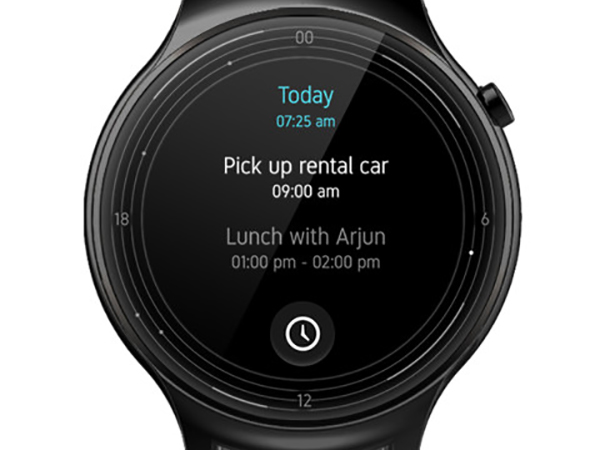 00
Today
07:25 am
Pick up rental car
09:00 am
18
6
Lunch with Arjun
01:00 pm - 02:00 pm
12